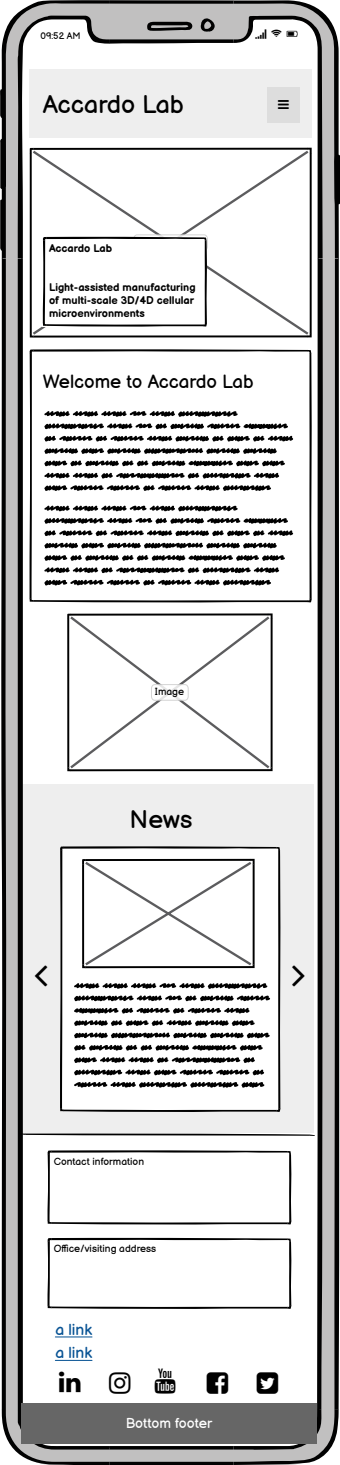 09:52 AM
Accardo Lab
Accardo Lab
Light-assisted manufacturing
of multi-scale 3D/4D cellular
microenvironments
Welcome to Accardo Lab
Image
News
Contact information
Office/visiting address
a link
a link
in
You
Tube
Bottom footer